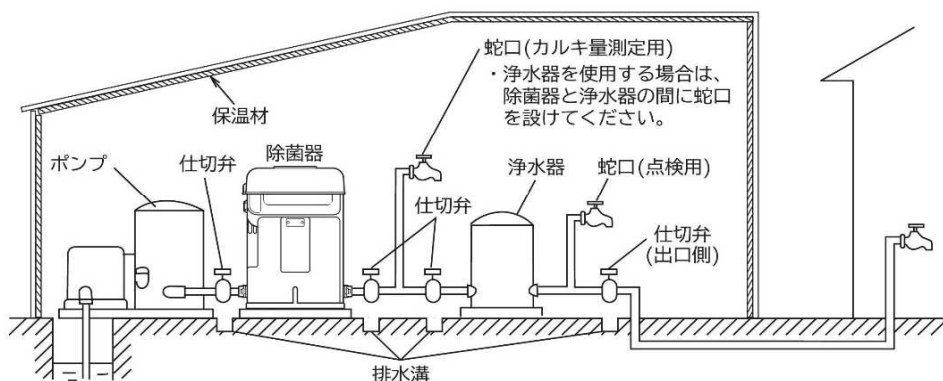 蛇口(カルキ量測定用)
・浄水器を使用する場合は、
除菌器と浄水器の間に蛇口
を設けてください。
保温材
ポンプ
仕切弁
除菌器
仕切弁
浄水器
蛇口(点検用)
仕切弁
(出口側)
排水溝